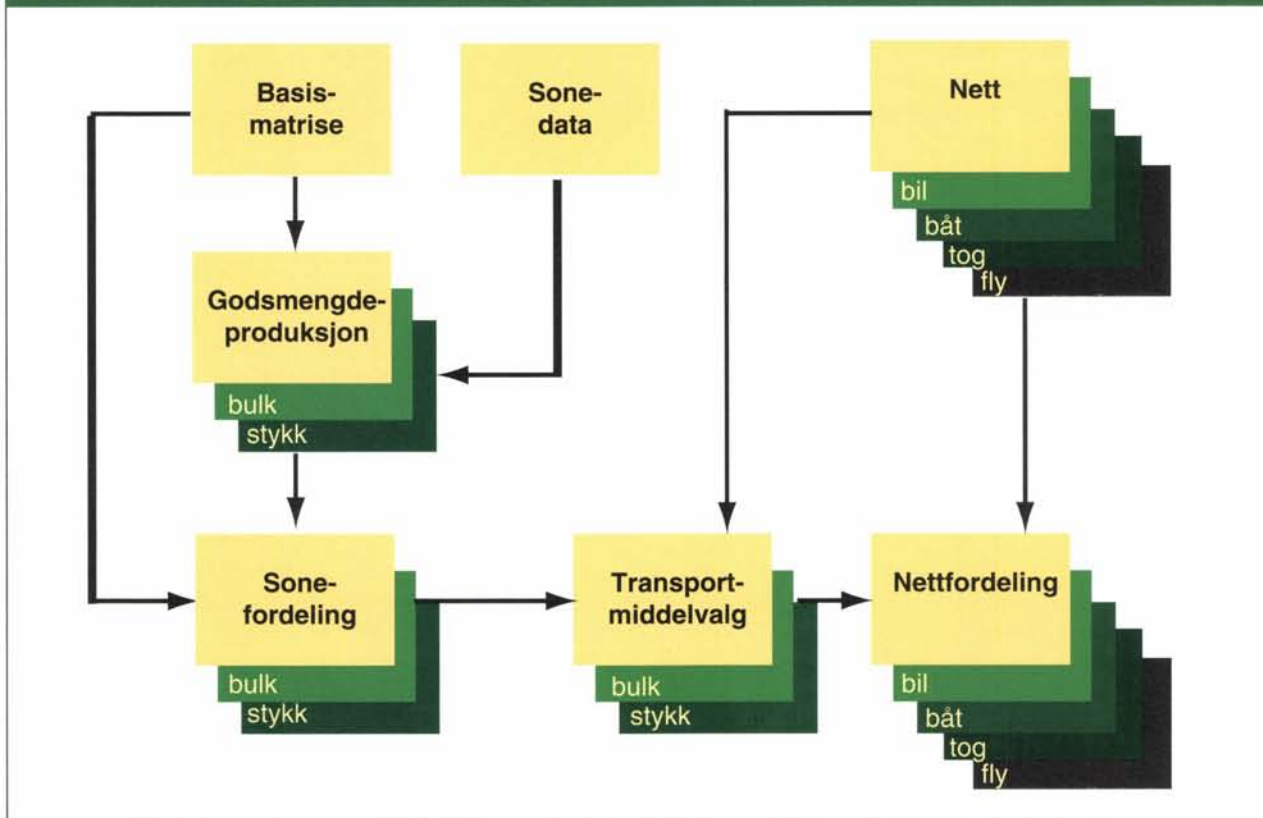 Basis-
matrise
Sone-
data
Nett
bil
båt
tog
fly
Godsmengde-
produksjon
bulk
stykk
Sone-
fordeling
bulk
stykk
Transport-
middelvalg
bulk
stykk
Nettfordeling
bil
båt
tog
fly